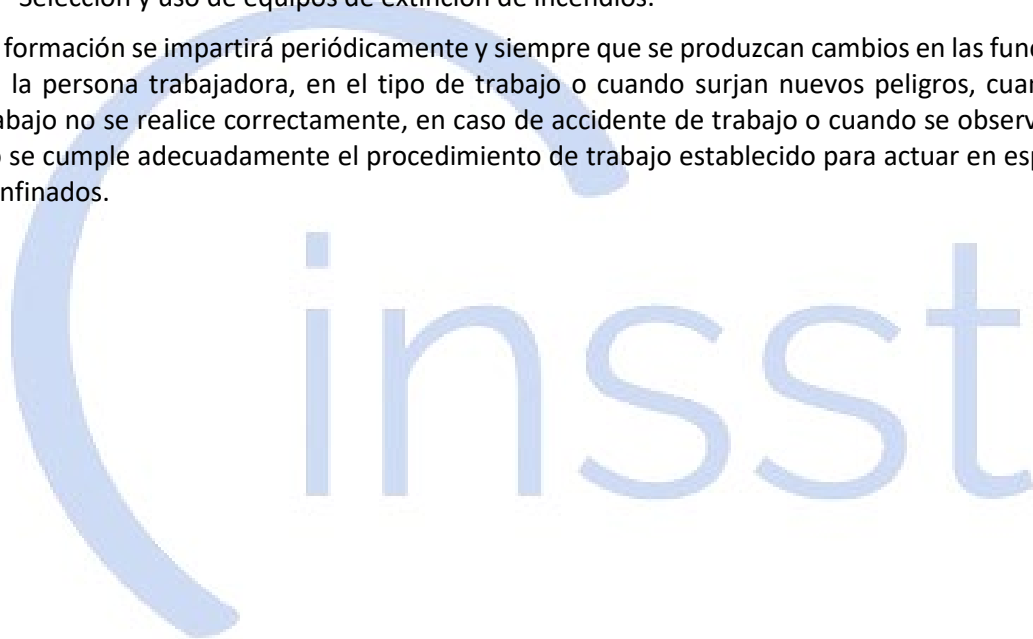 Selección y uso de equipos de extinción de incendios.
formación se impartirá periódicamente y siempre que se produzcan cambios en las
la persona trabajadora, en el tipo de trabajo o cuando surjan nuevos peligros,
no se realice correctamente, en caso de accidente de trabajo o cuando se
se cumple adecuadamente el procedimiento de trabajo establecido para actuar en
insst